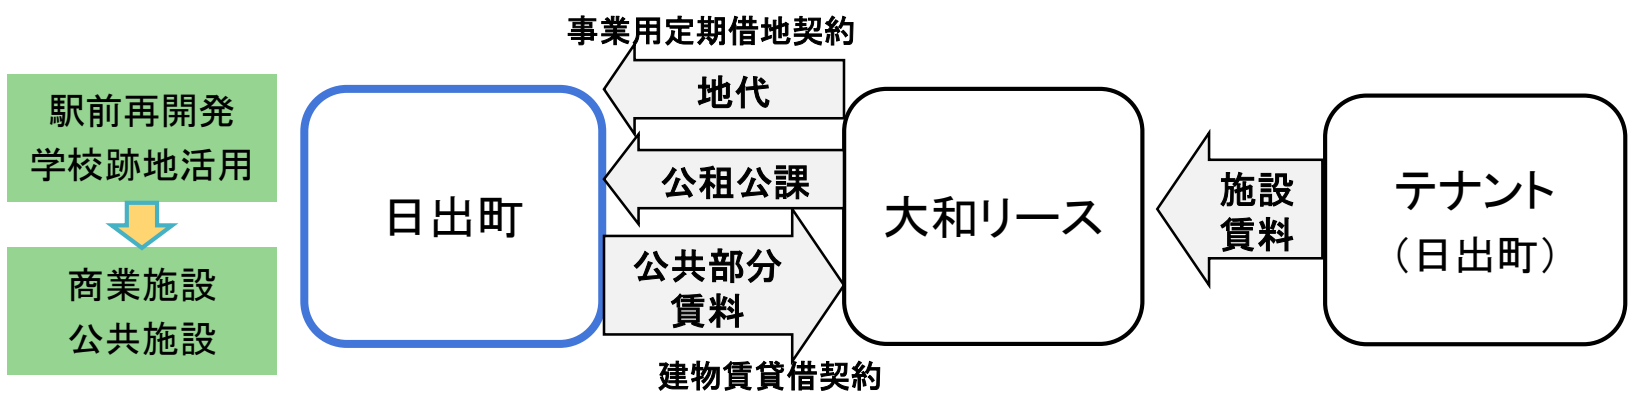 駅前再開発
学校跡地活用
商業施設
公共施設
日出町
事業用定期借地契約
地代
公租公課
公共部分
賃料
建物賃貸借契約
大和リース
施設
賃料
テナント
（日出町）